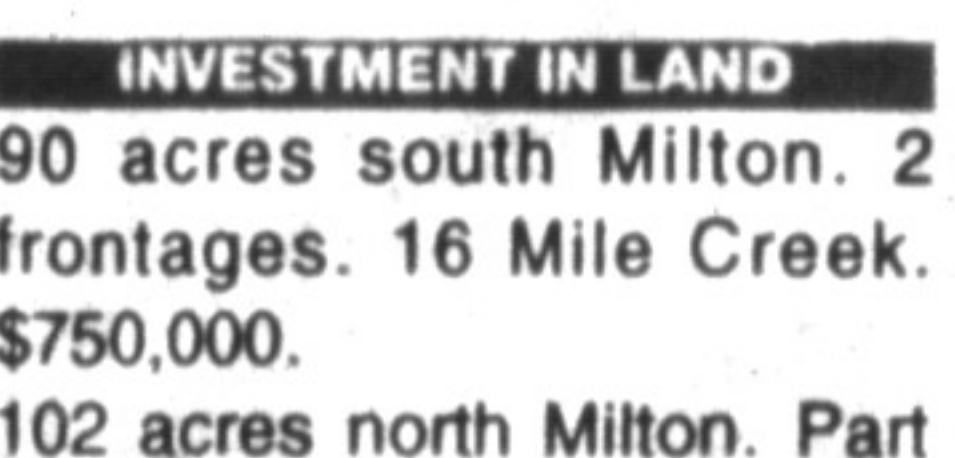 INVESTMENT IN LAND
90 acres south Milton. 2
frontages. 16 Mile Creek.
$750,000.
102 acres north Milton. Part